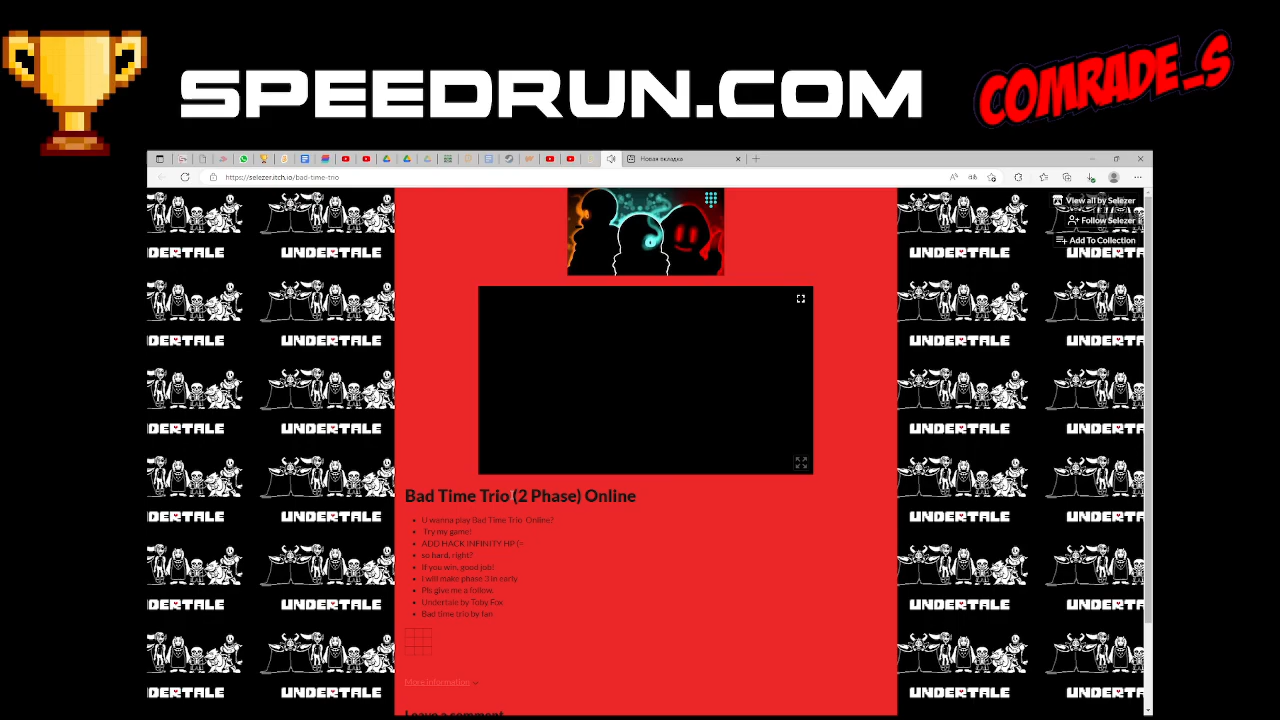 SPEEDRUN.COM
COMRADE_S
Новая вкладка
https://selezer.itch.io/bad-time-trio
View all by Selezer
Follow Selezer
Add To Collection
UNDERTALE
Bad Time Trio (2 Phase) Online
U wanna play Bad Time Trio Online?
Try my game!
ADD HACK INFINITY HP (=
so hard, right?
If you win, good job!
I will make phase 3 in early.
Pls give me a follow.
Undertale by Toby Fox
Bad time trio by fan
More information
Leave a comment